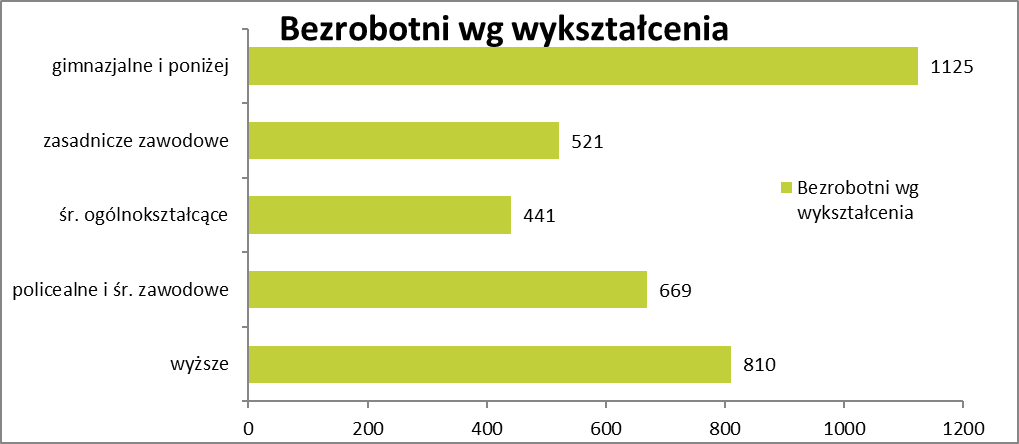 Bezrobotni wg wykształcenia
gimnazjalne i poniżej 1125
zasadnicze zawodowe 521
śr. ogólnokształcące 441
policealne i śr. zawodowe 669
wyższe 810
0 200 400 600 800 1000 1200
Bezrobotni wg
wykształcenia